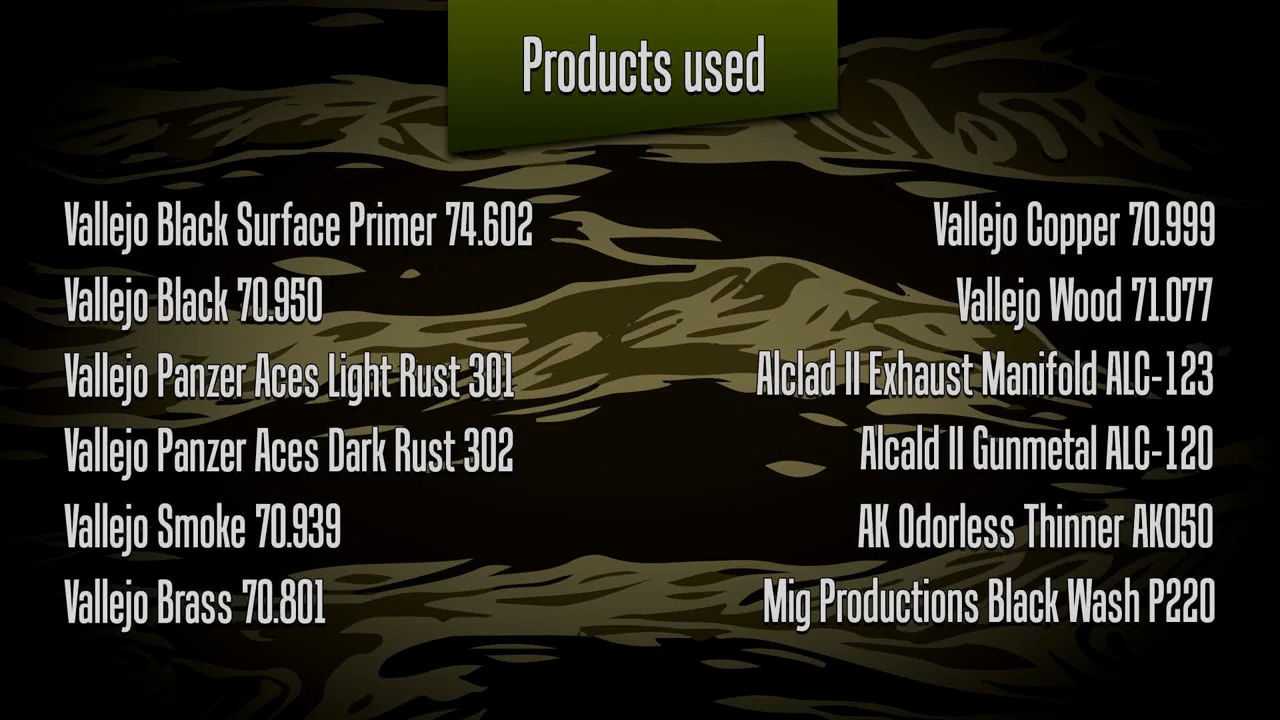 Products used
Vallejo Black Surface Primer 74.602
Vallejo Black 70.950
Vallejo Panzer Aces Light Rust 301
Vallejo Panzer Aces Dark Rust 302
Vallejo Smoke 70.939
Vallejo Brass 70.801
Vallejo Copper 70.999
Vallejo Wood 71.077
Alclad II Exhaust Manifold ALC-123
Alcald II Gunmetal ALC-120
AK Odorless Thinner AK050
Mig Productions Black Wash P220